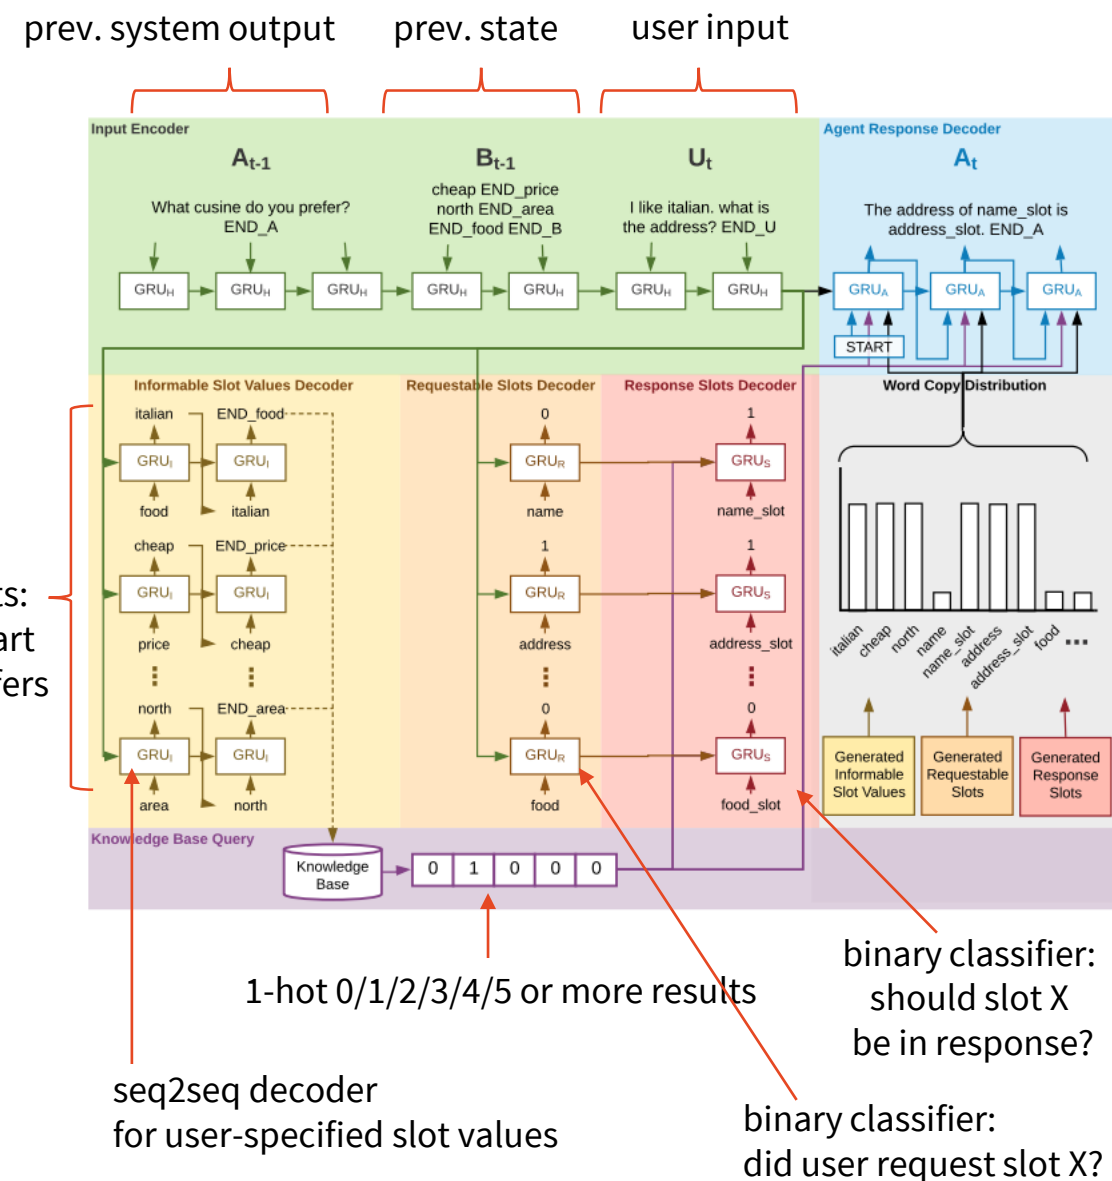 prev. system output
prev. state
user input
Input Encoder
Agent Response Decoder
At-1
Bt-1
Ut
At
What cusine do you prefer?
END_A
cheap END_price
north END_area
END_food END_B
I like italian. what is
the address? END_U
The address of name_slot is
address_slot. END_A
GRUH
GRUH
GRUH
GRUH
GRUH
GRUH
GRUH
GRUA
GRUA
GRUA
START
Informable Slot Values Decoder
Requestable Slots Decoder
Response Slots Decoder
Word Copy Distribution
italian
END_food
0
1
GRUI
GRUI
GRUR
GRUS
food
italian
name
name_slot
cheap
END_price
1
1
ts:
art
fers
GRUI
GRUI
GRUR
GRUS
price
cheap
address
address_slot
north
END_area
0
0
GRUI
GRUI
GRUR
GRUS
area
north
food
food_slot
italian
cheap
north
name
name_slot
address
address_slot
food
...
Generated
Informable
Slot Values
Generated
Requestable
Slots
Generated
Response
Slots
Knowledge Base Query
Knowledge
Base
0 1 0 0 0
1-hot 0/1/2/3/4/5 or more results
binary classifier:
should slot X
be in response?
seq2seq decoder
for user-specified slot values
binary classifier:
did user request slot X?